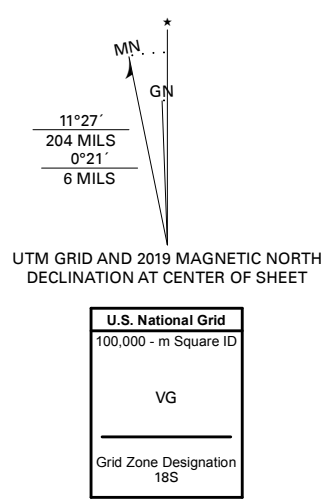 ★
MN
GN
11°27´
204 MILS
0°21´
6 MILS
UTM GRID AND 2019 MAGNETIC NORTH
DECLINATION AT CENTER OF SHEET
U.S. National Grid
100,000 - m Square ID
VG
Grid Zone Designation
18S